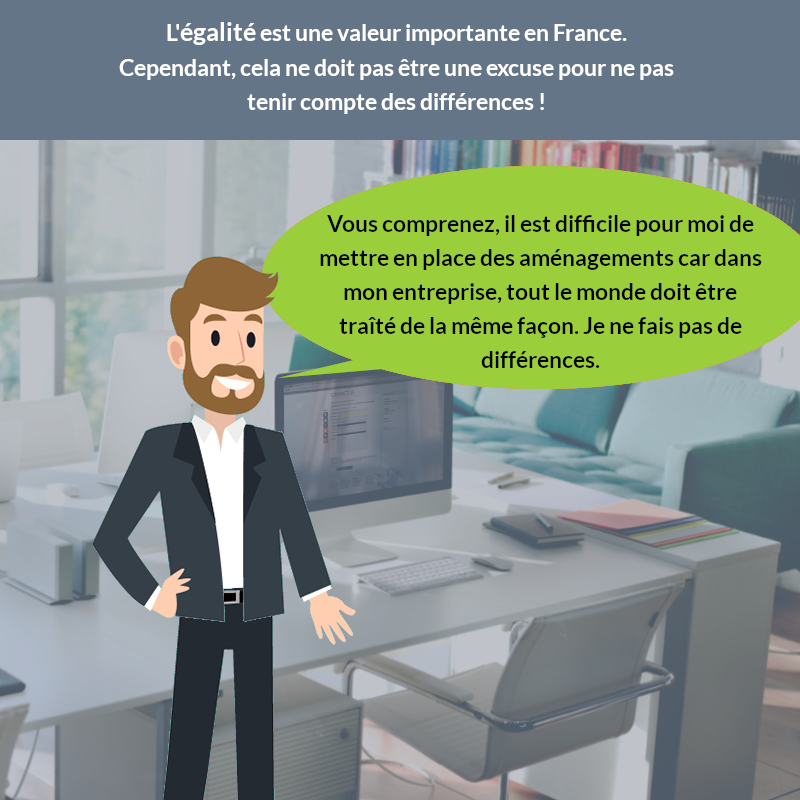 L'égalité est une valeur importante en France.
Cependant, cela ne doit pas être une excuse pour ne pas
tenir compte des différences !
Vous comprenez, il est difficile pour moi de
mettre en place des aménagements car dans
mon entreprise, tout le monde doit être
traîté de la même façon. Je ne fais pas de
différences.